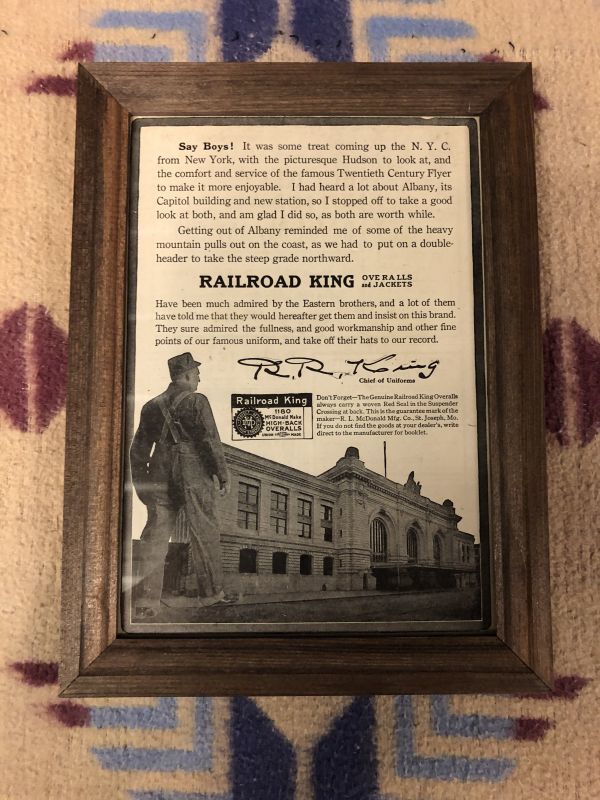 Say Boys! It was some treat coming up the N. Y. C.
from New York, with the picturesque Hudson to look at, and
the comfort and service of the famous Twentieth Century Flyer
to make it more enjoyable. I had heard a lot about Albany, its
Capitol building and new station, so I stopped off to take a good
look at both, and am glad I did so, as both are worth while.
Getting out of Albany reminded me of some of the heavy
mountain pulls out on the coast, as we had to put on a double-
header to take the steep grade northward.
RAILROAD KING OVERALLS and JACKETS
Have been much admired by the Eastern brothers, and a lot of them
have told me that they would hereafter get them and insist on this brand.
They sure admired the fullness, and good workmanship and other fine
points of our famous uniform, and take off their hats to our record.
R. R. King
Chief of Uniforms
Railroad King
1180
McDonald Make
HIGH-BACK
OVERALLS
UNION MADE
Don't Forget—The Genuine Railroad King Overalls
always carry a woven Red Seal in the Suspender
Crossing at back. This is the guarantee mark of the
maker—R. L. McDonald Mfg. Co., St. Joseph, Mo.
If you do not find the goods at your dealer's, write
direct to the manufacturer for booklet.